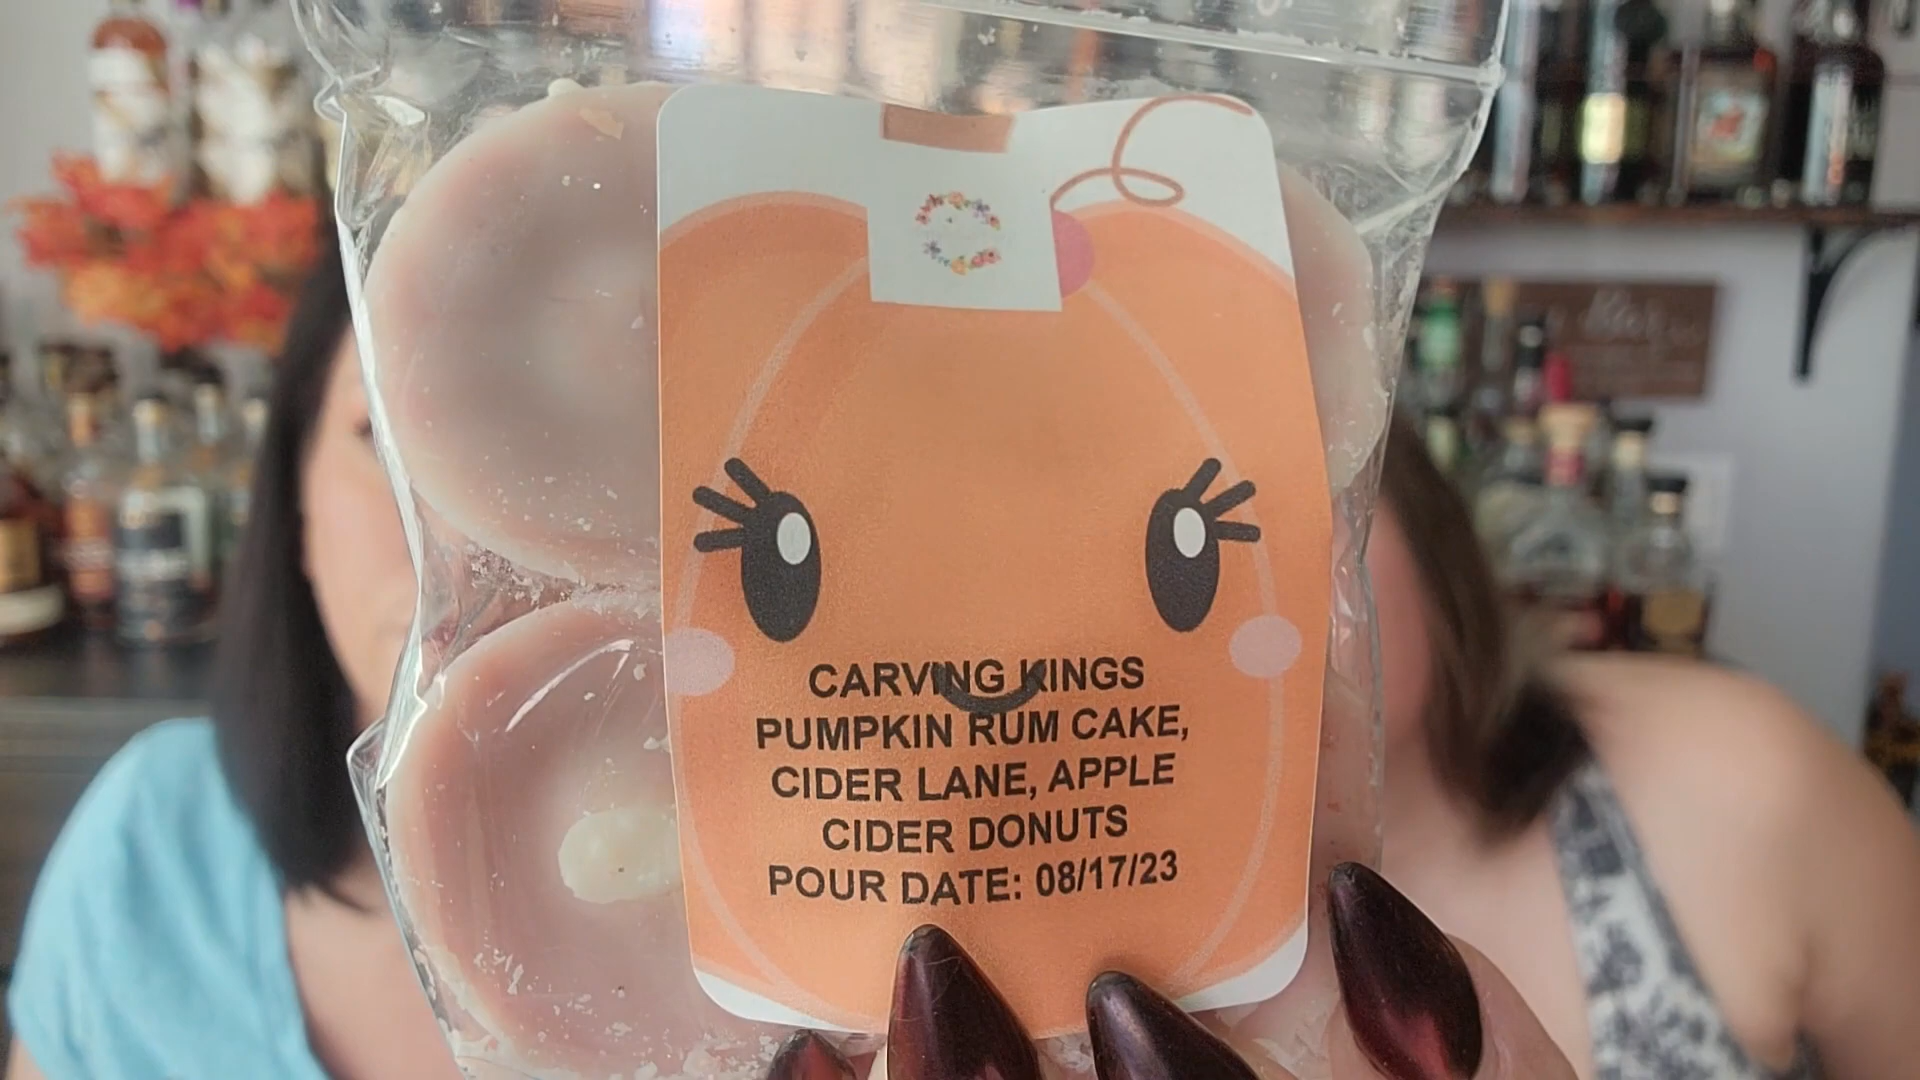 CARVING KINGS
PUMPKIN RUM CAKE,
CIDER LANE, APPLE
CIDER DONUTS
POUR DATE: 08/17/23